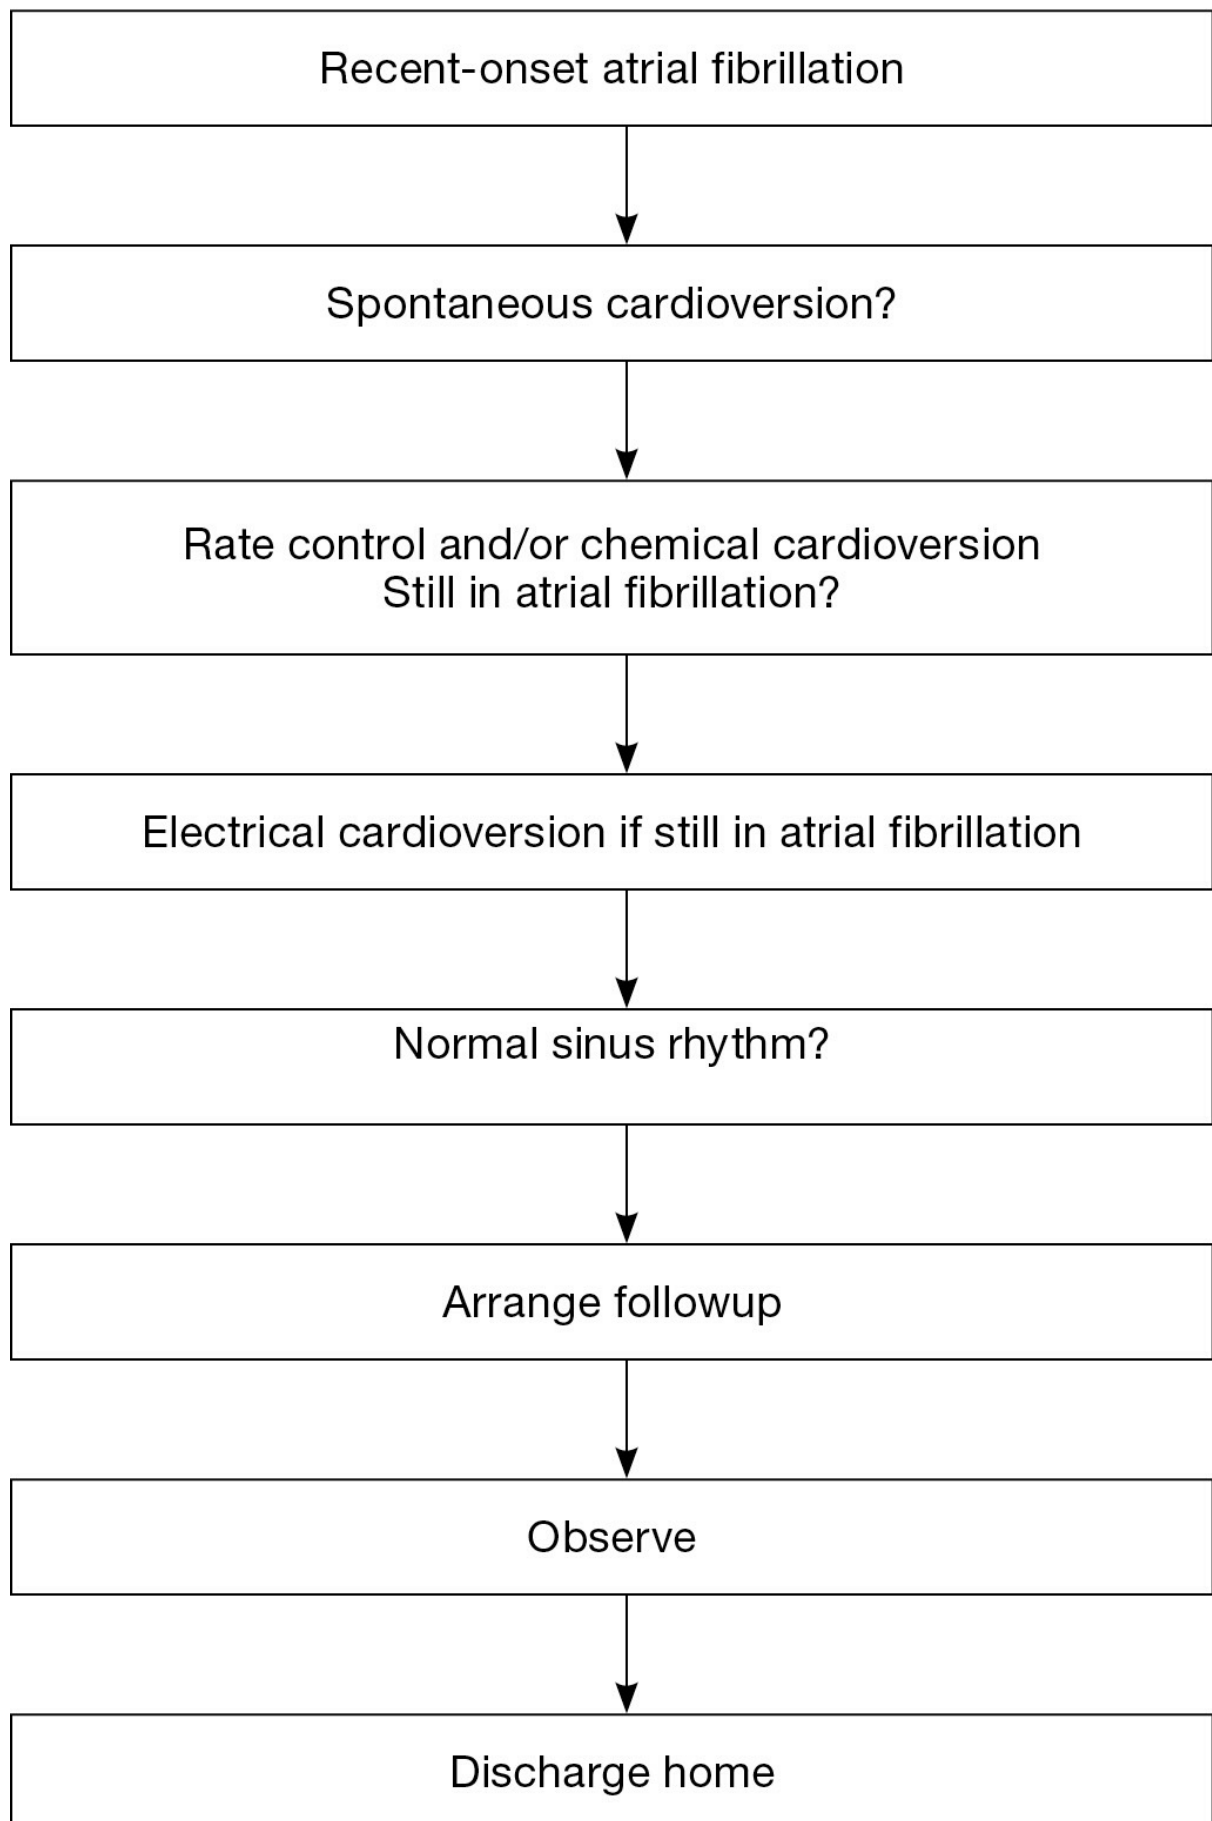 Recent-onset atrial fibrillation
Spontaneous cardioversion?
Rate control and/or chemical cardioversion
Still in atrial fibrillation?
Electrical cardioversion if still in atrial fibrillation
Normal sinus rhythm?
Arrange followup
Observe
Discharge home